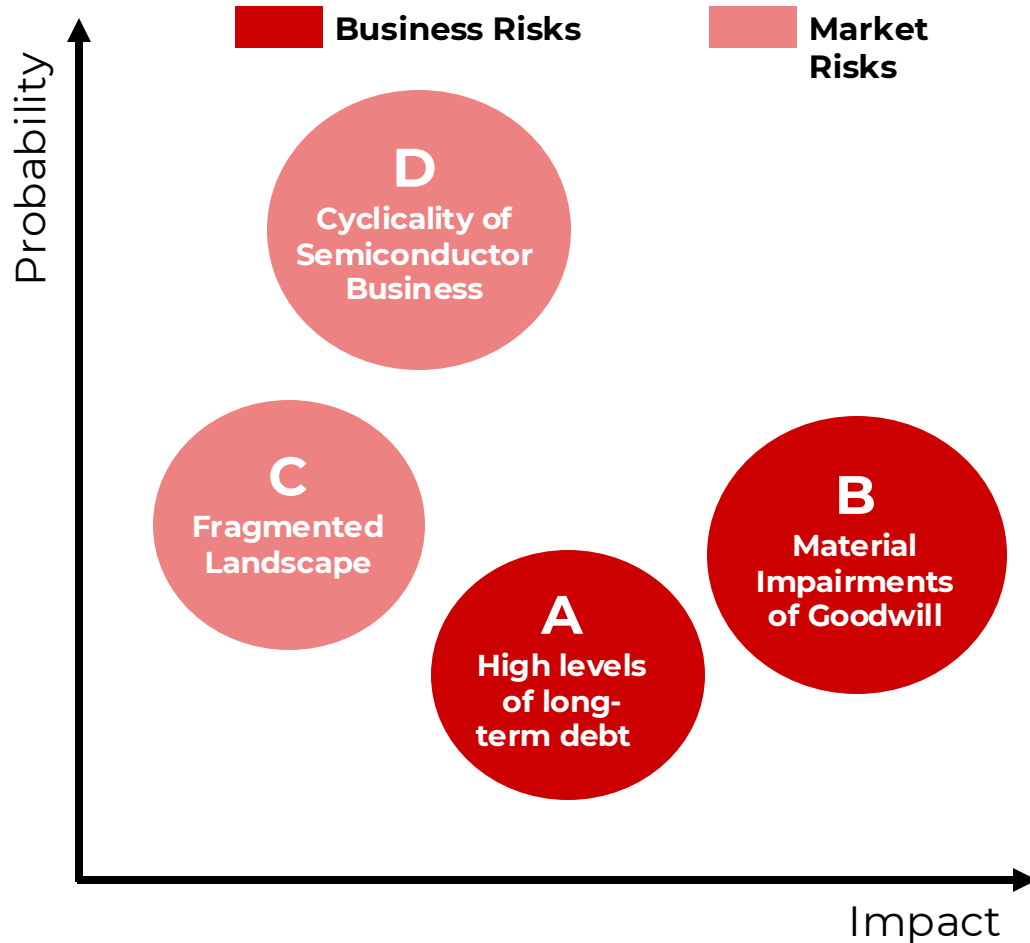 Business Risks
Market
Risks
Probability
D
Cyclicality of
Semiconductor
Business
C
Fragmented
Landscape
B
Material
Impairments
of Goodwill
A
High levels
of long-
term debt
Impact